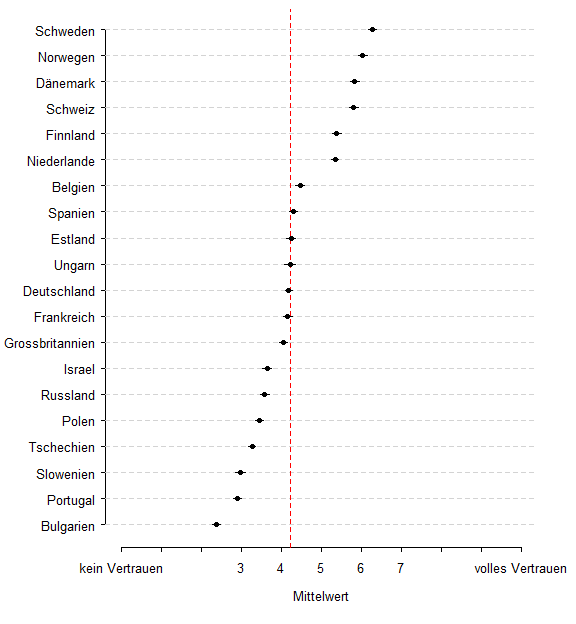 Schweden
Norwegen
Dänemark
Schweiz
Finnland
Niederlande
Belgien
Spanien
Estland
Ungarn
Deutschland
Frankreich
Grossbritannien
Israel
Russland
Polen
Tschechien
Slowenien
Portugal
Bulgarien
kein Vertrauen 3 4 5 6 7 volles Vertrauen
Mittelwert